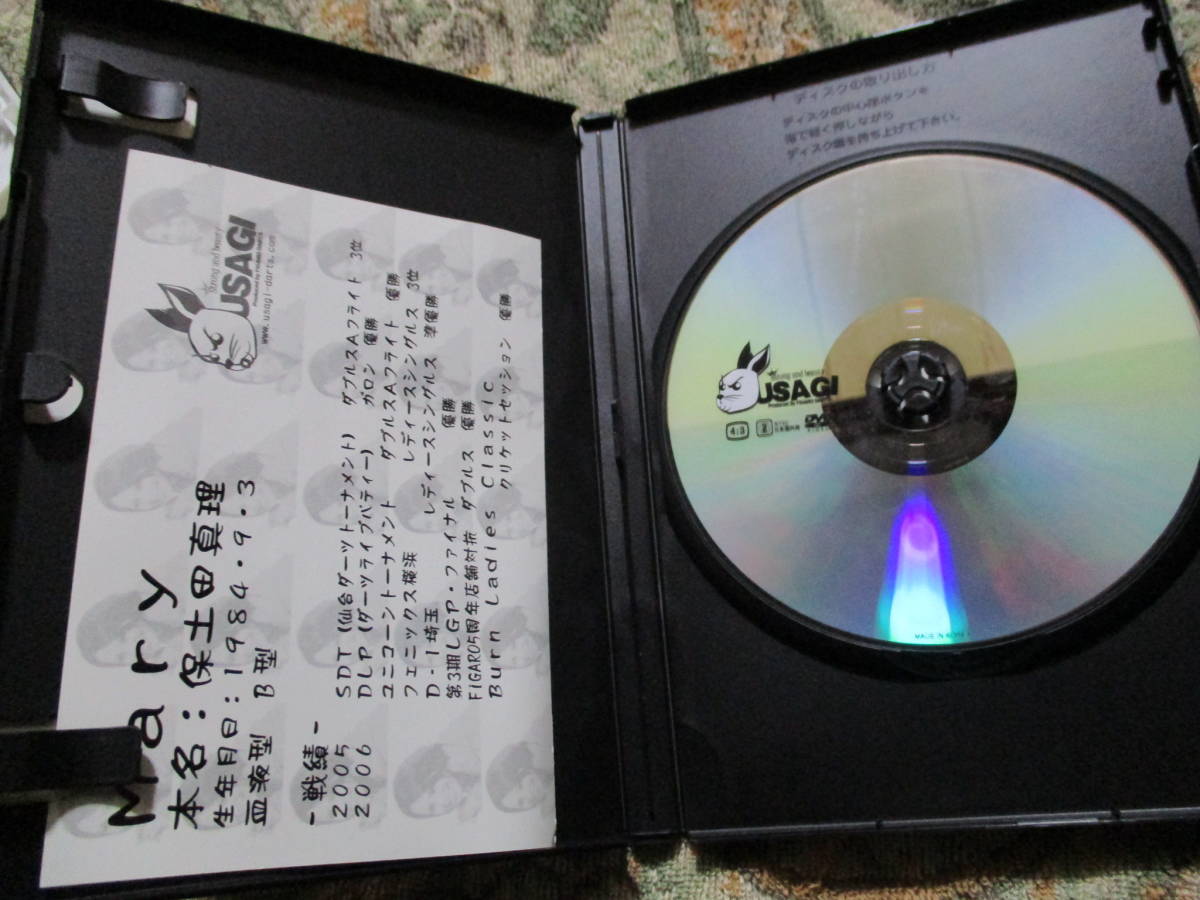 Mary
本名：保土田真理
生年月日：1984.9.3
血液型　B型
-戦績-
2005　SDT(仙台ダーツトーナメント)　ダブルスAフライト　3位
2006　DLP(ダーツライブパティー)　ガロン　優勝
ユニコーントーナメント　ダブルスAフライト　優勝
フェニックス横浜　レディースシングルス　3位
D-1埼玉　レディースシングルス　準優勝
第3期LGP・ファイナル　優勝
FiGARO5周年店舗対抗　ダブルス　優勝
Burn Ladies Classic
クリケットセッション　優勝
USAGI
www.usagi-darts.com
ディスクの取り出し方
ディスクの中心部ボタンを
指で軽く押しながら
ディスク盤を持ち上げて下さい。
USAGI
4:3
2
DVD